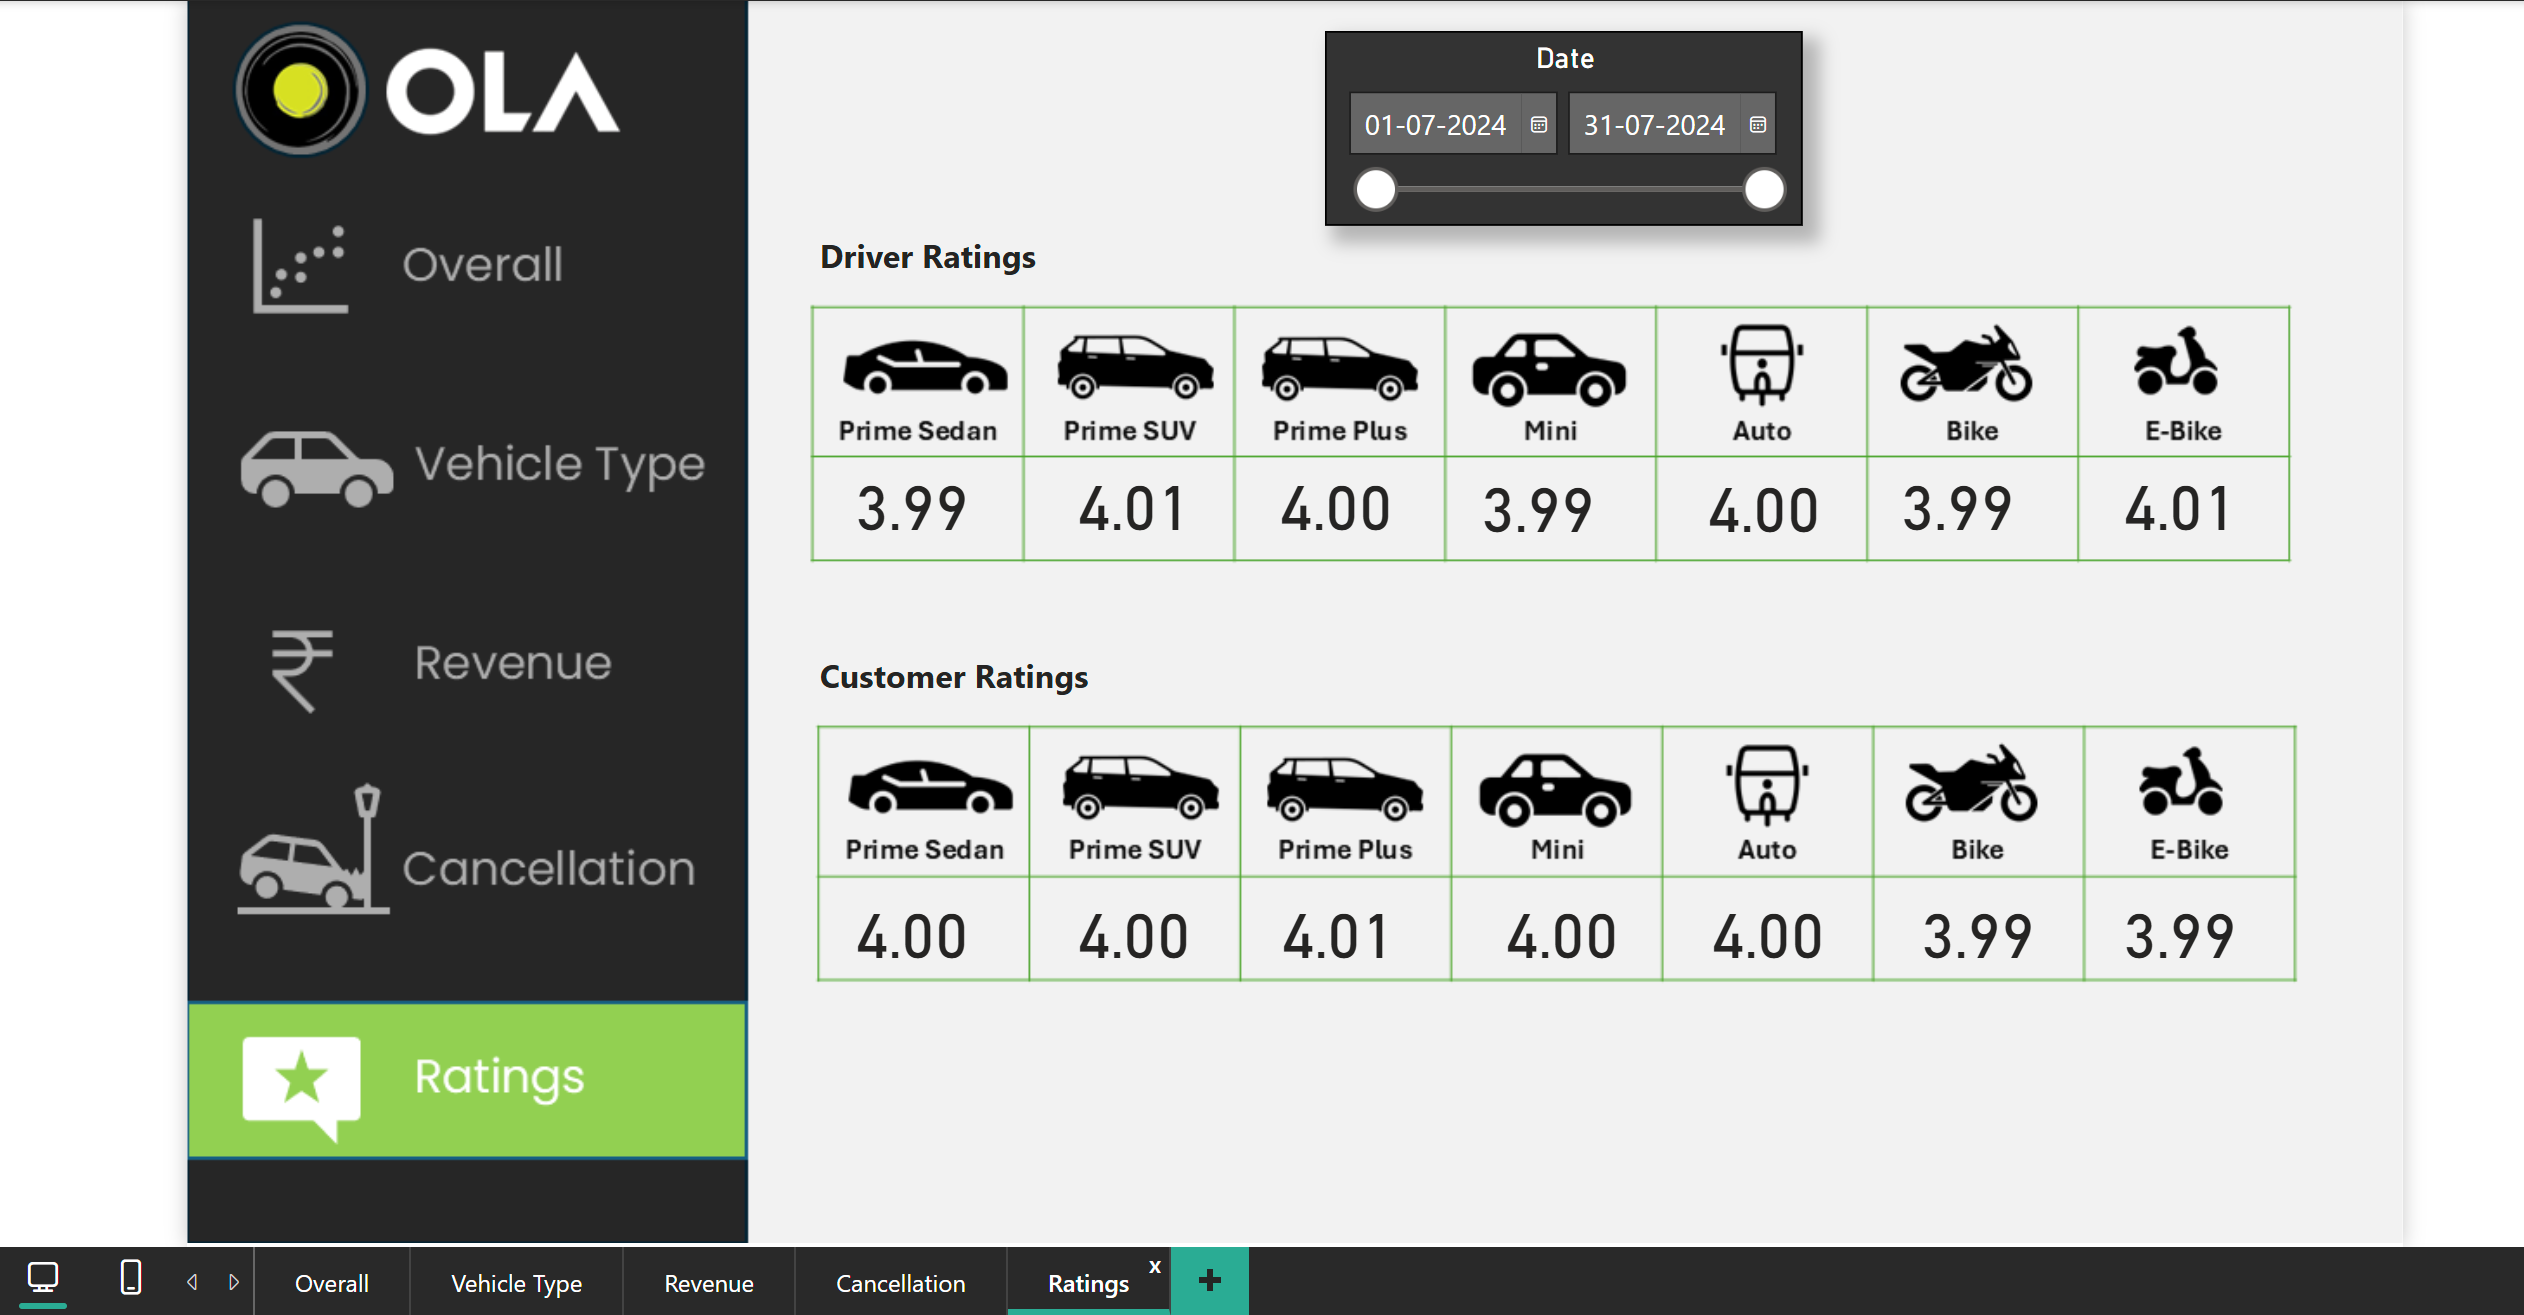 OLA
Overall
Vehicle Type
₹ Revenue
Cancellation
Ratings
Date
01-07-2024 31-07-2024
Driver Ratings
Prime Sedan Prime SUV Prime Plus Mini Auto Bike E-Bike
3.99 4.01 4.00 3.99 4.00 3.99 4.01
Customer Ratings
Prime Sedan Prime SUV Prime Plus Mini Auto Bike E-Bike
4.00 4.00 4.01 4.00 4.00 3.99 3.99
Overall Vehicle Type Revenue Cancellation Ratings x +